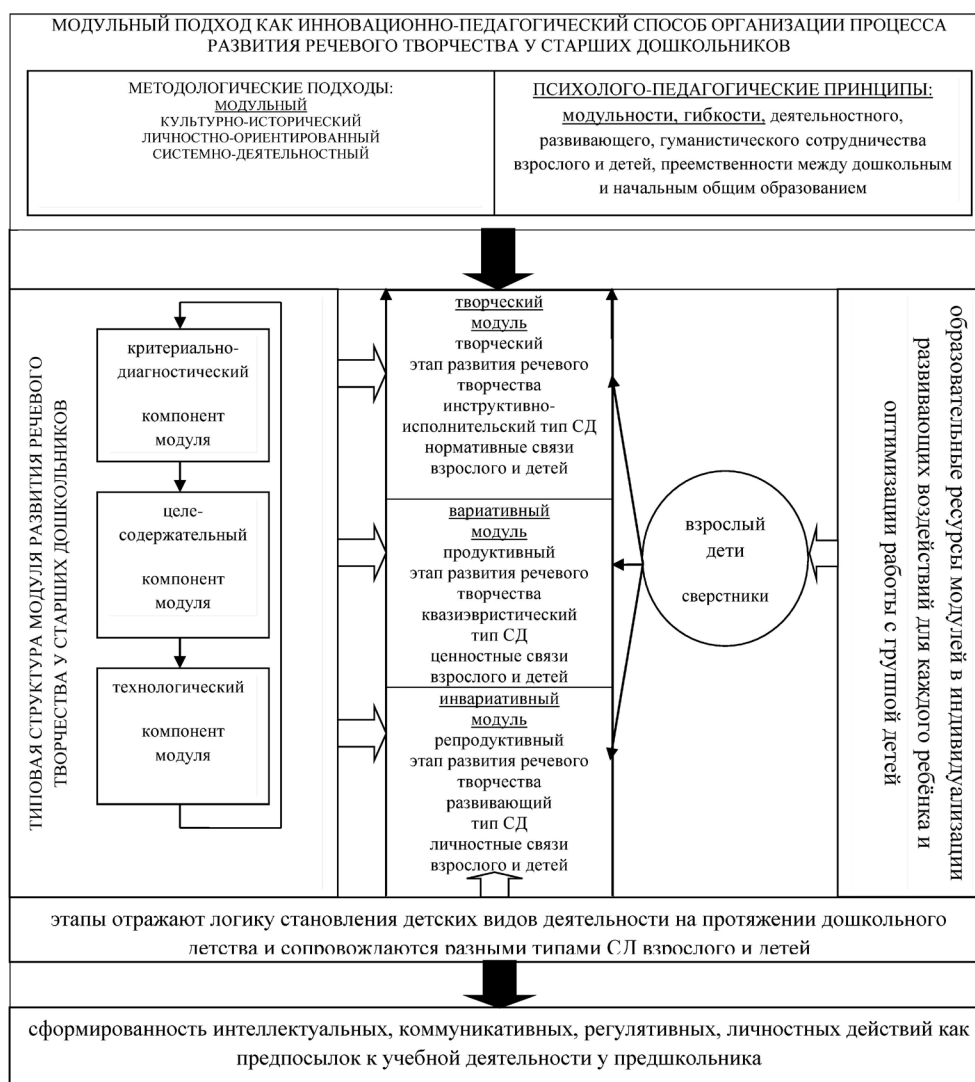 МОДУЛЬНЫЙ ПОДХОД КАК ИННОВАЦИОННО-ПЕДАГОГИЧЕСКИЙ СПОСОБ ОРГАНИЗАЦИИ ПРОЦЕССА
РАЗВИТИЯ РЕЧЕВОГО ТВОРЧЕСТВА У СТАРШИХ ДОШКОЛЬНИКОВ
МЕТОДОЛОГИЧЕСКИЕ ПОДХОДЫ:
МОДУЛЬНЫЙ
КУЛЬТУРНО-ИСТОРИЧЕСКИЙ
ЛИЧНОСТНО-ОРИЕНТИРОВАННЫЙ
СИСТЕМНО-ДЕЯТЕЛЬНОСТНЫЙ
ПСИХОЛОГО-ПЕДАГОГИЧЕСКИЕ ПРИНЦИПЫ:
модульности, гибкости, деятельностного,
развивающего, гуманистического сотрудничества
взрослого и детей, преемственности между дошкольным
и начальным общим образованием
ТИПОВАЯ СТРУКТУРА МОДУЛЯ РАЗВИТИЯ РЕЧЕВОГО
ТВОРЧЕСТВА У СТАРШИХ ДОШКОЛЬНИКОВ
критериально-
диагностический
компонент
модуля
целе-
содержательный
компонент
модуля
технологический
компонент
модуля
творческий
модуль
творческий
этап развития речевого
творчества
инструктивно-
исполнительский тип СД
нормативные связи
взрослого и детей
вариативный
модуль
продуктивный
этап развития речевого
творчества
квазиэвристический
тип СД
ценностные связи
взрослого и детей
инвариативный
модуль
репродуктивный
этап развития речевого
творчества
развивающий
тип СД
личностные связи
взрослого и детей
взрослый
дети
сверстники
образовательные ресурсы модулей в индивидуализации
развивающих воздействий для каждого ребёнка и
оптимизации работы с группой детей
этапы отражают логику становления детских видов деятельности на протяжении дошкольного
детства и сопровождаются разными типами СД взрослого и детей
сформированность интеллектуальных, коммуникативных, регулятивных, личностных действий как
предпосылок к учебной деятельности у предшкольника